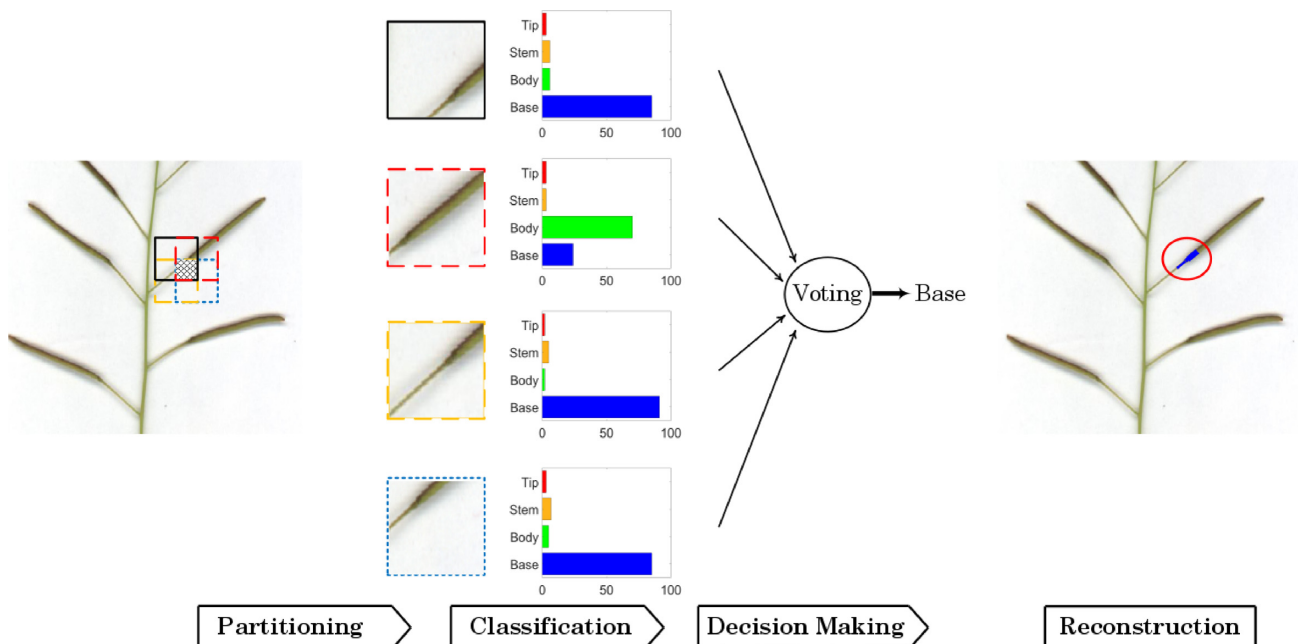 Tip
Stem
Body
Base
0 50 100
Tip
Stem
Body
Base
0 50 100
Voting
Base
Tip
Stem
Body
Base
0 50 100
Tip
Stem
Body
Base
0 50 100
Partitioning
Classification
Decision Making
Reconstruction